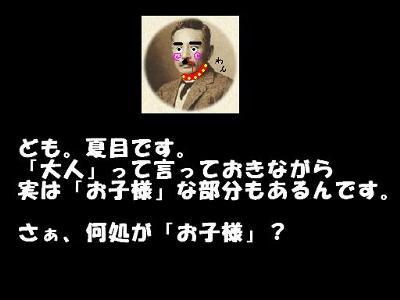 わん
ども。夏目です。
「大人」って言っておきながら
実は「お子様」な部分もあるんです。
さぁ、何処が「お子様」？